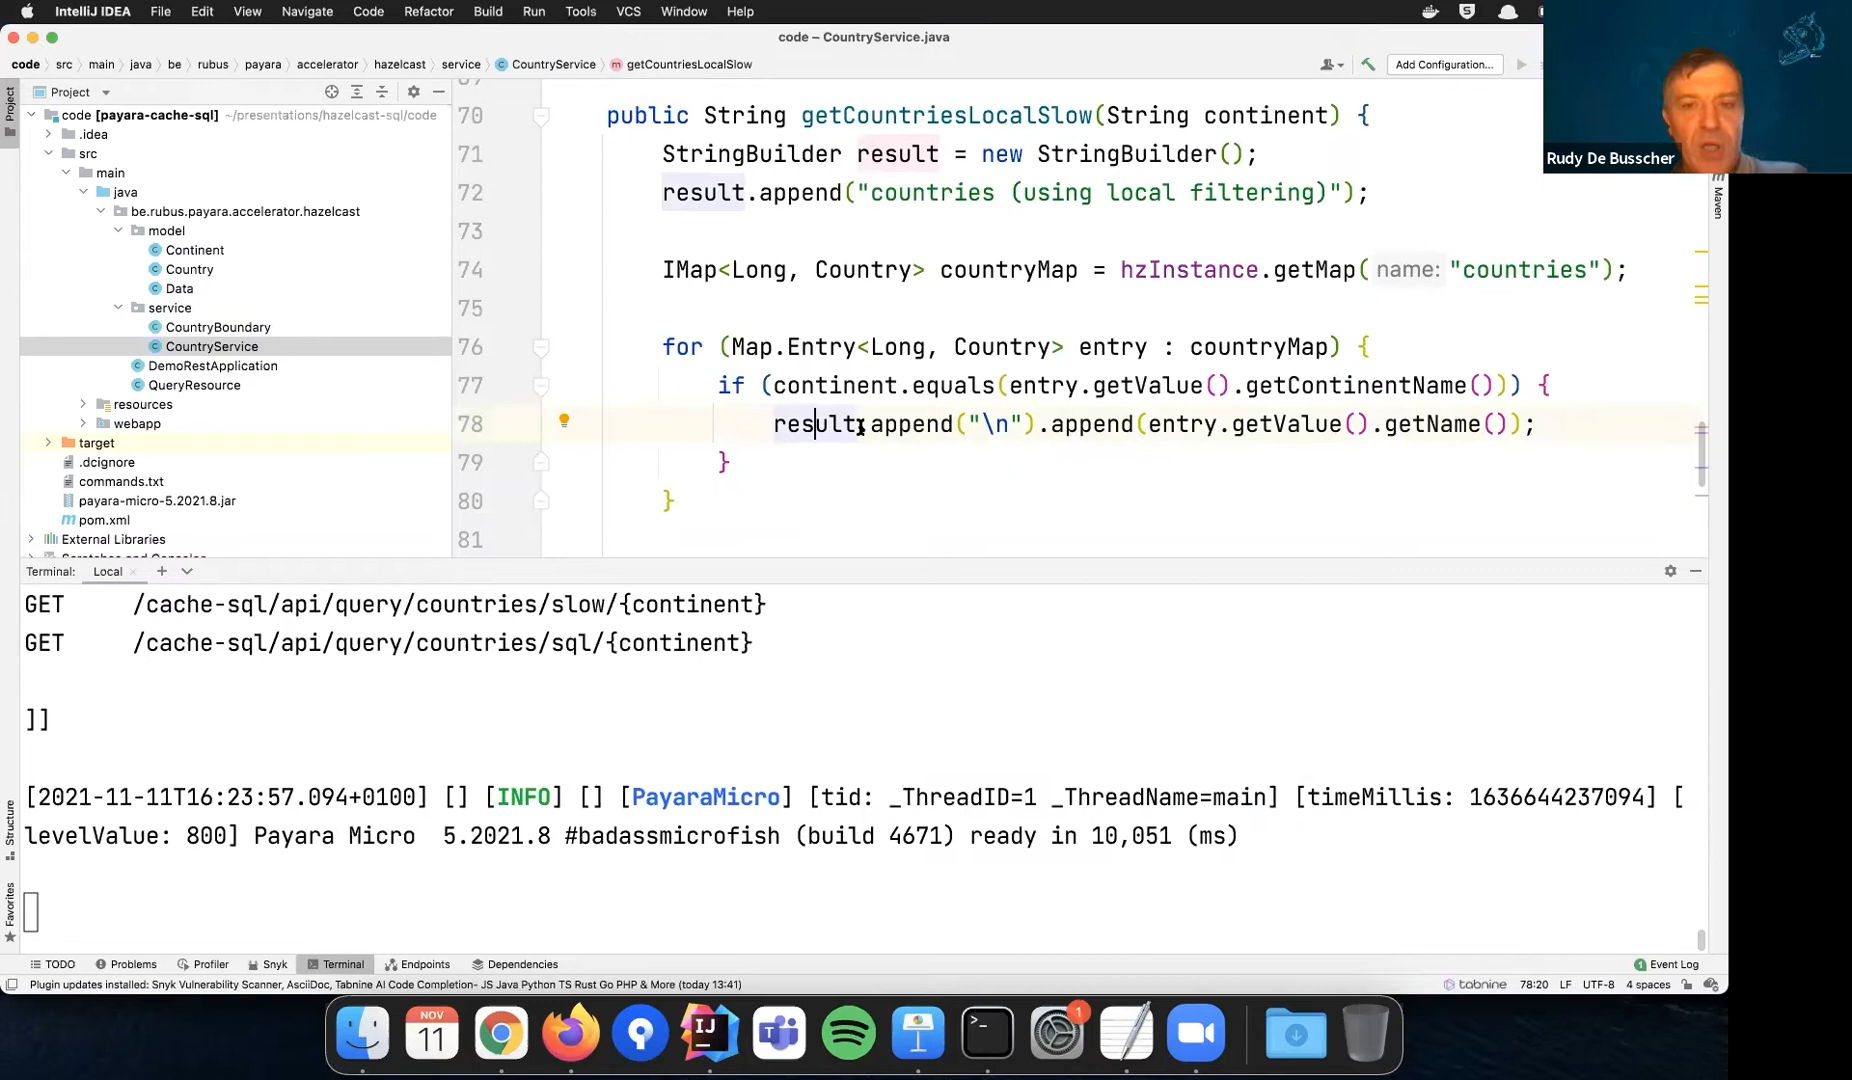 IntelliJ IDEA File Edit View Navigate Code Refactor Build Run Tools VCS Window Help
code – CountryService.java
code src main java be rubus payara accelerator hazelcast service CountryService getCountriesLocalSlow
Add Configuration...
Rudy De Busscher
Project
Project
code [payara-cache-sql] ~/presentations/hazelcast-sql/code
.idea
src
main
java
be.rubus.payara.accelerator.hazelcast
model
Continent
Country
Data
service
CountryBoundary
CountryService
DemoRestApplication
QueryResource
resources
webapp
target
.dcignore
commands.txt
payara-micro-5.2021.8.jar
pom.xml
External Libraries
70 public String getCountriesLocalSlow(String continent) {
71 StringBuilder result = new StringBuilder();
72 result.append("countries (using local filtering)");
73
74 IMap<Long, Country> countryMap = hzInstance.getMap( name: "countries");
75
76 for (Map.Entry<Long, Country> entry : countryMap) {
77 if (continent.equals(entry.getValue().getContinentName())) {
78 result.append("\n").append(entry.getValue().getName());
79 }
80 }
81
Maven
Structure
Favorites
Terminal: Local
GET /cache-sql/api/query/countries/slow/{continent}
GET /cache-sql/api/query/countries/sql/{continent}
]]
[2021-11-11T16:23:57.094+0100] [] [INFO] [] [PayaraMicro] [tid: _ThreadID=1 _ThreadName=main] [timeMillis: 1636644237094] [
levelValue: 800] Payara Micro 5.2021.8 #badassmicrofish (build 4671) ready in 10,051 (ms)
TODO Problems Profiler Snyk Terminal Endpoints Dependencies 1 Event Log
Plugin updates installed: Snyk Vulnerability Scanner, AsciiDoc, Tabnine AI Code Completion- JS Java Python TS Rust Go PHP & More (today 13:41) tabnine 78:20 LF UTF-8 4 spaces
NOV
11
IJ
1